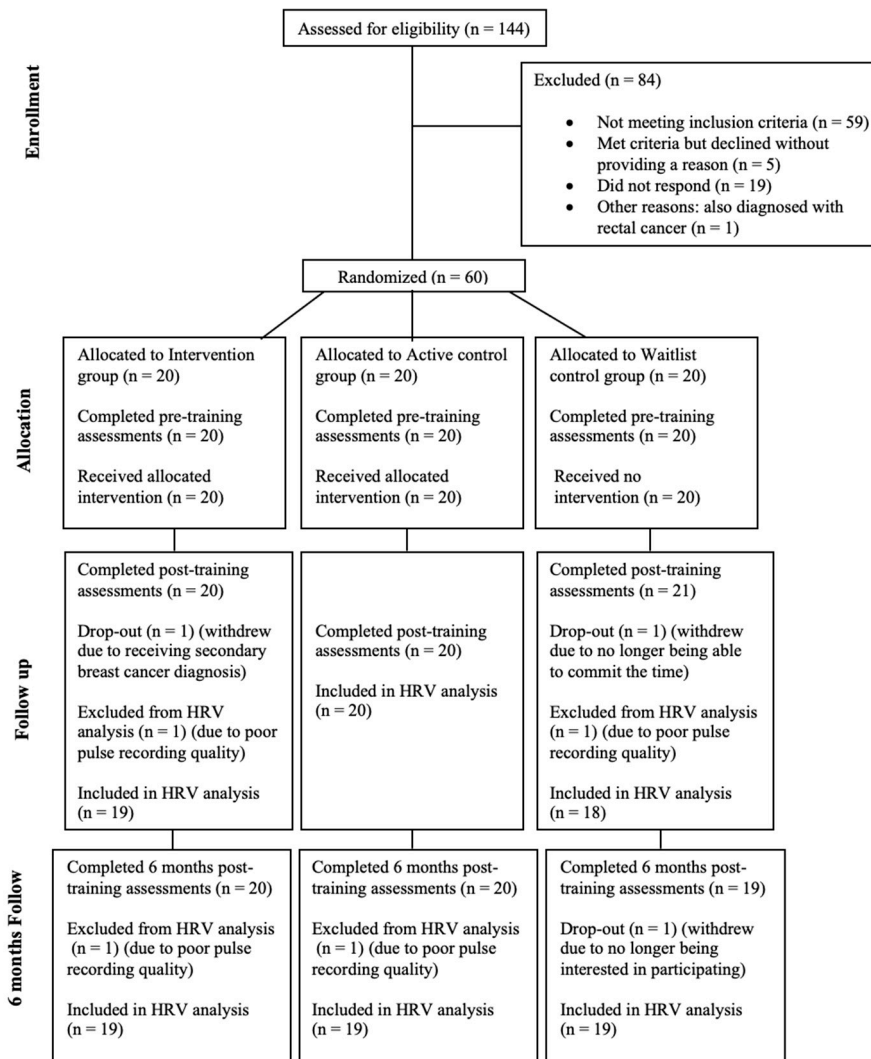 Assessed for eligibility (n = 144)
Enrollment
Excluded (n = 84)
• Not meeting inclusion criteria (n = 59)
• Met criteria but declined without
providing a reason (n = 5)
• Did not respond (n = 19)
• Other reasons: also diagnosed with
rectal cancer (n = 1)
Randomized (n = 60)
Allocation
Allocated to Intervention
group (n = 20)
Completed pre-training
assessments (n = 20)
Received allocated
intervention (n = 20)
Allocated to Active control
group (n = 20)
Completed pre-training
assessments (n = 20)
Received allocated
intervention (n = 20)
Allocated to Waitlist
control group (n = 20)
Completed pre-training
assessments (n = 20)
Received no
intervention (n = 20)
Follow up
Completed post-training
assessments (n = 20)
Drop-out (n = 1) (withdrew
due to receiving secondary
breast cancer diagnosis)
Excluded from HRV
analysis (n = 1) (due to poor
pulse recording quality)
Included in HRV analysis
(n = 19)
Completed post-training
assessments (n = 20)
Included in HRV analysis
(n = 20)
Completed post-training
assessments (n = 21)
Drop-out (n = 1) (withdrew
due to no longer being able
to commit the time)
Excluded from HRV analysis
(n = 1) (due to poor pulse
recording quality)
Included in HRV analysis
(n = 18)
6 months Follow
Completed 6 months post-
training assessments (n = 20)
Excluded from HRV analysis
(n = 1) (due to poor pulse
recording quality)
Included in HRV analysis
(n = 19)
Completed 6 months post-
training assessments (n = 20)
Excluded from HRV analysis
(n = 1) (due to poor pulse
recording quality)
Included in HRV analysis
(n = 19)
Completed 6 months post-
training assessments (n = 19)
Drop-out (n = 1) (withdrew
due to no longer being
interested in participating)
Included in HRV analysis
(n = 19)